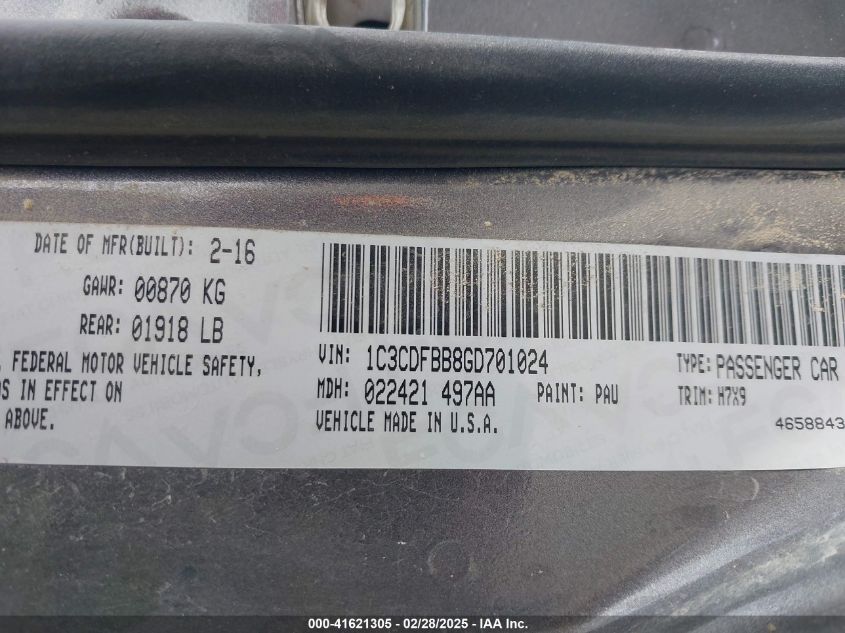 DATE OF MFR(BUILT): 2-16
GAWR: 00870 KG
REAR: 01918 LB
FEDERAL MOTOR VEHICLE SAFETY,
IN EFFECT ON
ABOVE.
VIN: 1C3CDFBB8GD701024
TYPE: PASSENGER CAR
MDH: 022421 497AA
PAINT: PAU
TRIM: H7X9
VEHICLE MADE IN U.S.A.
4658843
000-41621305 - 02/28/2025 - IAA Inc.